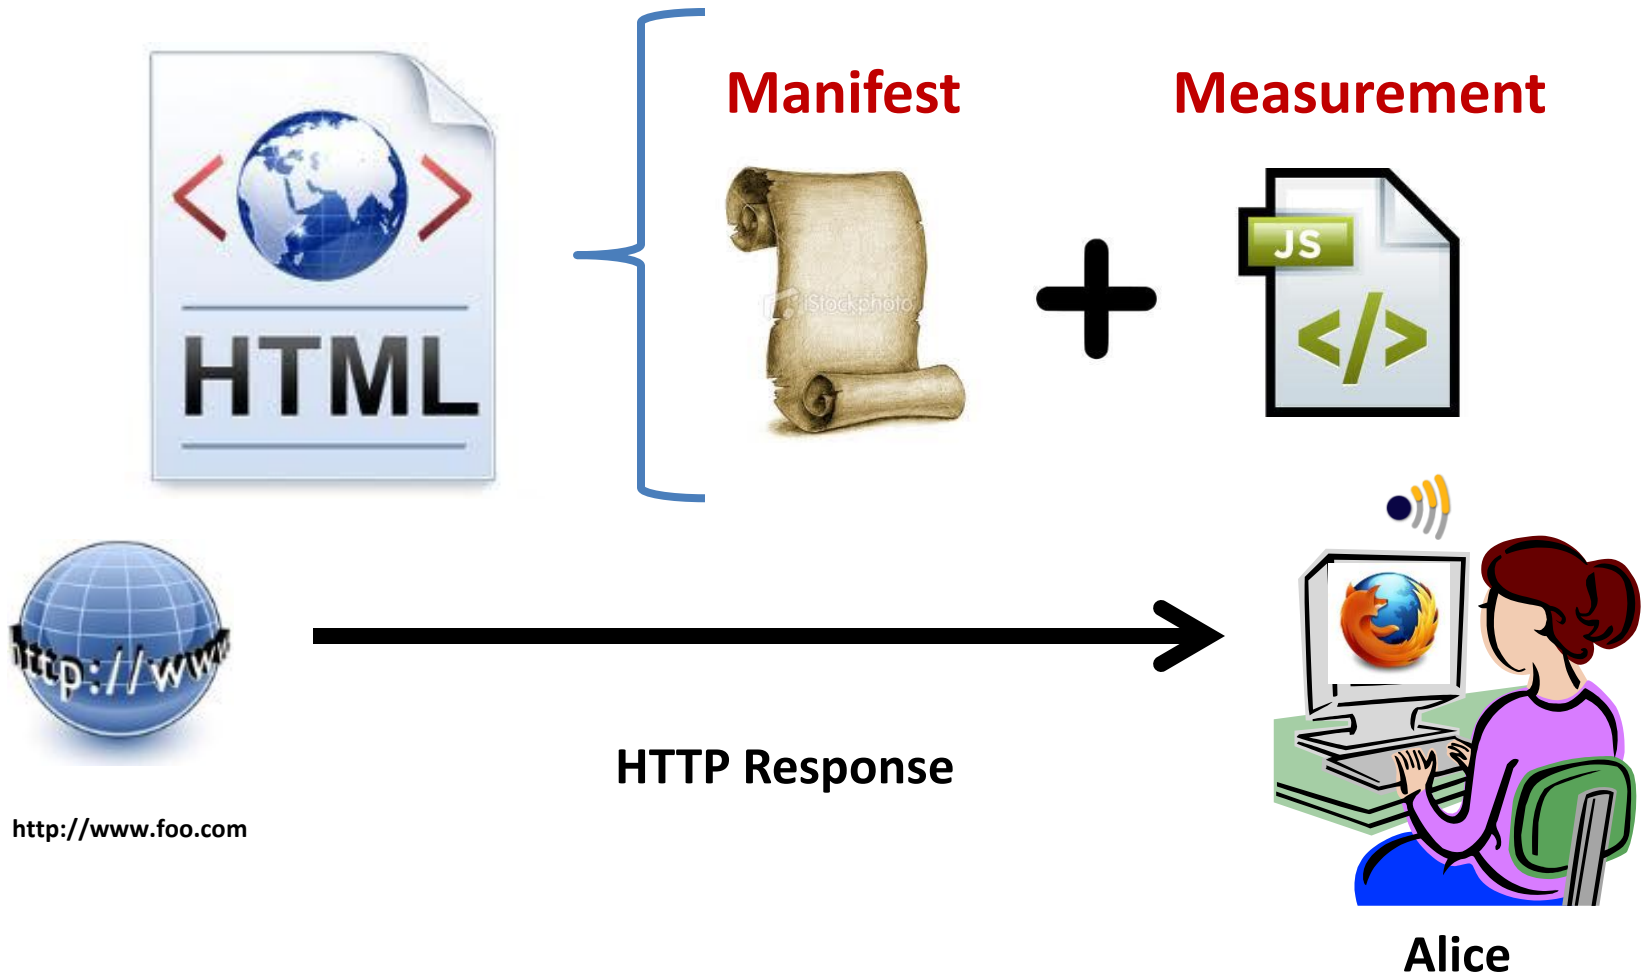 Manifest
Measurement
JS
</>
< >
HTML
iStockphoto
http://www
HTTP Response
http://www.foo.com
Alice